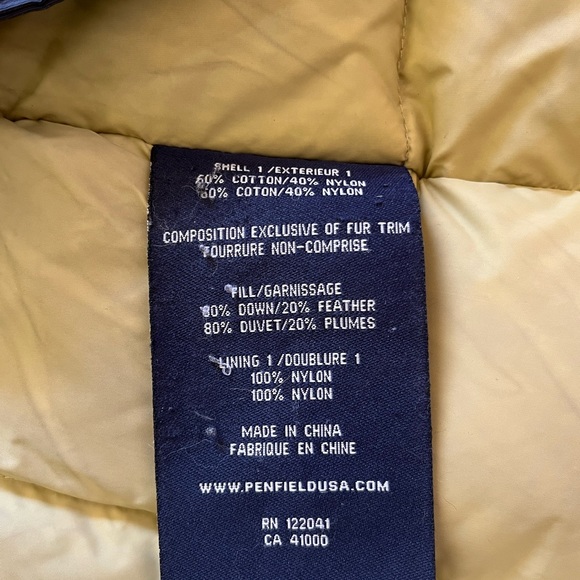 SHELL 1/EXTERIEUR 1
60% COTTON/40% NYLON
60% COTON/40% NYLON
COMPOSITION EXCLUSIVE OF FUR TRIM
FOURRURE NON-COMPRISE
FILL/GARNISSAGE
80% DOWN/20% FEATHER
80% DUVET/20% PLUMES
LINING 1/DOUBLURE 1
100% NYLON
100% NYLON
MADE IN CHINA
FABRIQUE EN CHINE
WWW.PENFIELDUSA.COM
RN 122041
CA 41000